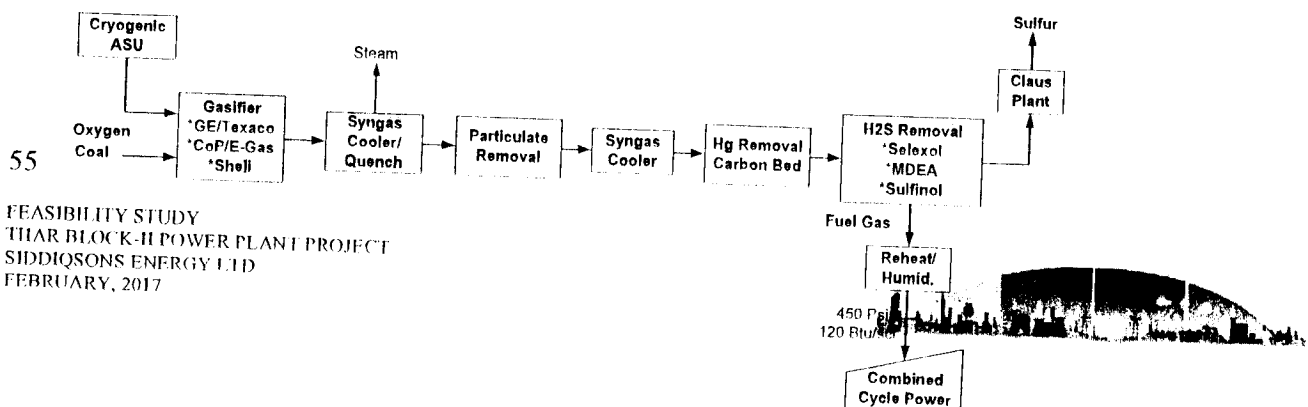 Cryogenic
ASU
Oxygen
Coal
Gasifier
*GE/Texaco
*CoP/E-Gas
*Shell
Steam
Syngas
Cooler/
Quench
Particulate
Removal
Syngas
Cooler
Hg Removal
Carbon Bed
H2S Removal
*Selexol
*MDEA
*Sulfinol
Sulfur
Claus
Plant
Fuel Gas
Reheat/
Humid.
450
120
Combined
Cycle Power
55
FEASIBILITY STUDY
THAR BLOCK-II POWER PLANT PROJECT
SIDDIQSONS ENERGY LTD
FEBRUARY, 2017